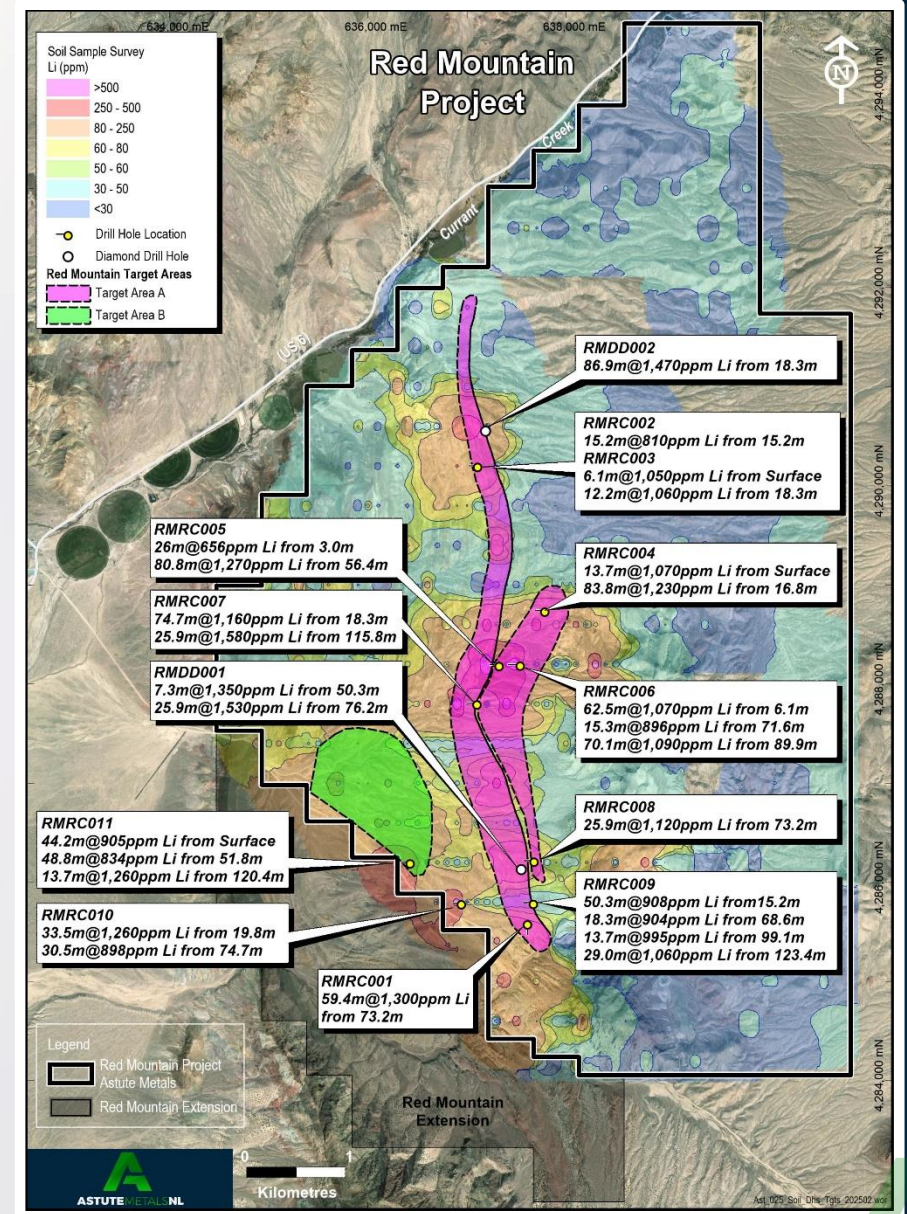 634,000 mE
636,000 mE
638,000 mE
Soil Sample Survey
Li (ppm)
>500
250 - 500
80 - 250
60 - 80
50 - 60
30 - 50
<30
Drill Hole Location
Diamond Drill Hole
Red Mountain Target Areas
Target Area A
Target Area B
Red Mountain
Project
N
4,294,000 mN
Creek
Currant
4,292,000 mN
(US 6)
RMDD002
86.9m@1,470ppm Li from 18.3m
RMRC002
15.2m@810ppm Li from 15.2m
RMRC003
6.1m@1,050ppm Li from Surface
12.2m@1,060ppm Li from 18.3m
4,290,000 mN
RMRC005
26m@656ppm Li from 3.0m
80.8m@1,270ppm Li from 56.4m
RMRC004
13.7m@1,070ppm Li from Surface
83.8m@1,230ppm Li from 16.8m
RMRC007
74.7m@1,160ppm Li from 18.3m
25.9m@1,580ppm Li from 115.8m
4,288,000 mN
RMDD001
7.3m@1,350ppm Li from 50.3m
25.9m@1,530ppm Li from 76.2m
RMRC006
62.5m@1,070ppm Li from 6.1m
15.3m@896ppm Li from 71.6m
70.1m@1,090ppm Li from 89.9m
RMRC008
25.9m@1,120ppm Li from 73.2m
RMRC011
44.2m@905ppm Li from Surface
48.8m@834ppm Li from 51.8m
13.7m@1,260ppm Li from 120.4m
4,286,000 mN
RMRC009
50.3m@908ppm Li from15.2m
18.3m@904ppm Li from 68.6m
13.7m@995ppm Li from 99.1m
29.0m@1,060ppm Li from 123.4m
RMRC010
33.5m@1,260ppm Li from 19.8m
30.5m@898ppm Li from 74.7m
RMRC001
59.4m@1,300ppm Li
from 73.2m
4,284,000 mN
Legend
Red Mountain Project
Astute Metals
Red Mountain Extension
Red Mountain
Extension
0 1
Kilometres
ASTUTEMETALSNL
Ast_025_Soil_Dhs_Tgts_202502.wor